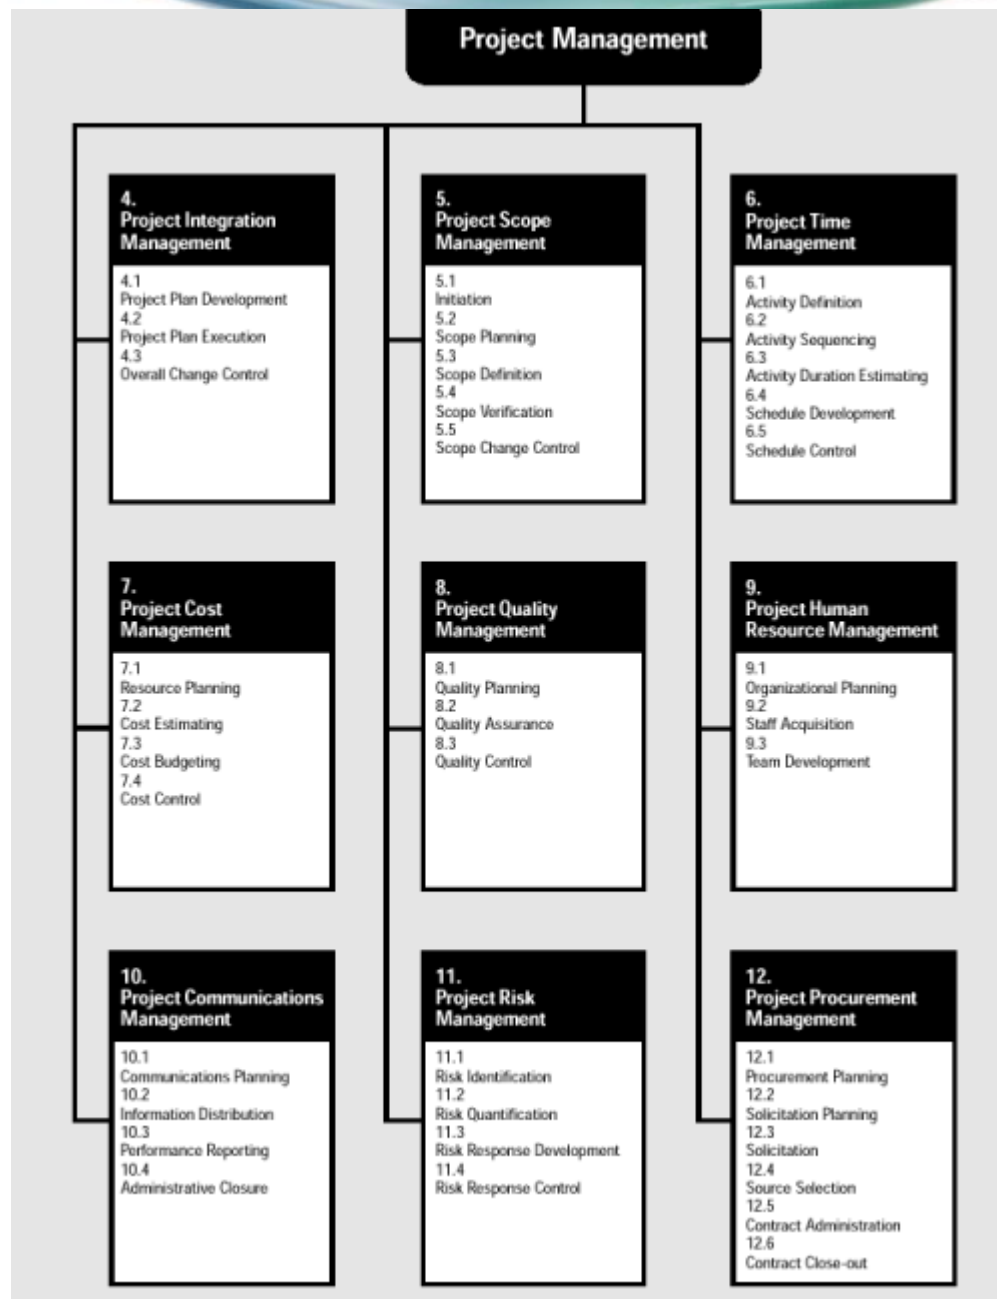 Project Management
4.
Project Integration
Management
4.1
Project Plan Development
4.2
Project Plan Execution
4.3
Overall Change Control
5.
Project Scope
Management
5.1
Initiation
5.2
Scope Planning
5.3
Scope Definition
5.4
Scope Verification
5.5
Scope Change Control
6.
Project Time
Management
6.1
Activity Definition
6.2
Activity Sequencing
6.3
Activity Duration Estimating
6.4
Schedule Development
6.5
Schedule Control
7.
Project Cost
Management
7.1
Resource Planning
7.2
Cost Estimating
7.3
Cost Budgeting
7.4
Cost Control
8.
Project Quality
Management
8.1
Quality Planning
8.2
Quality Assurance
8.3
Quality Control
9.
Project Human
Resource Management
9.1
Organizational Planning
9.2
Staff Acquisition
9.3
Team Development
10.
Project Communications
Management
10.1
Communications Planning
10.2
Information Distribution
10.3
Performance Reporting
10.4
Administrative Closure
11.
Project Risk
Management
11.1
Risk Identification
11.2
Risk Quantification
11.3
Risk Response Development
11.4
Risk Response Control
12.
Project Procurement
Management
12.1
Procurement Planning
12.2
Solicitation Planning
12.3
Solicitation
12.4
Source Selection
12.5
Contract Administration
12.6
Contract Close-out